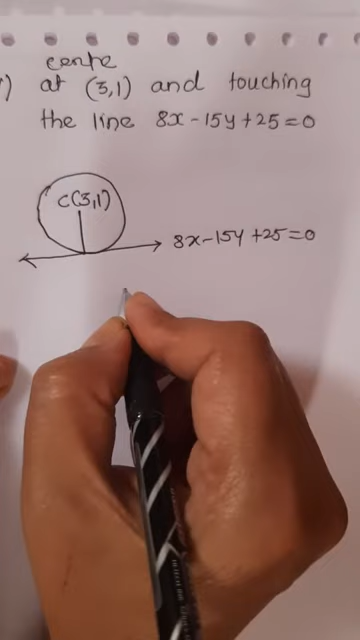 centre
at (3,1) and touching
the line 8x - 15y + 25 = 0
C(3,1)
8x - 15y + 25 = 0